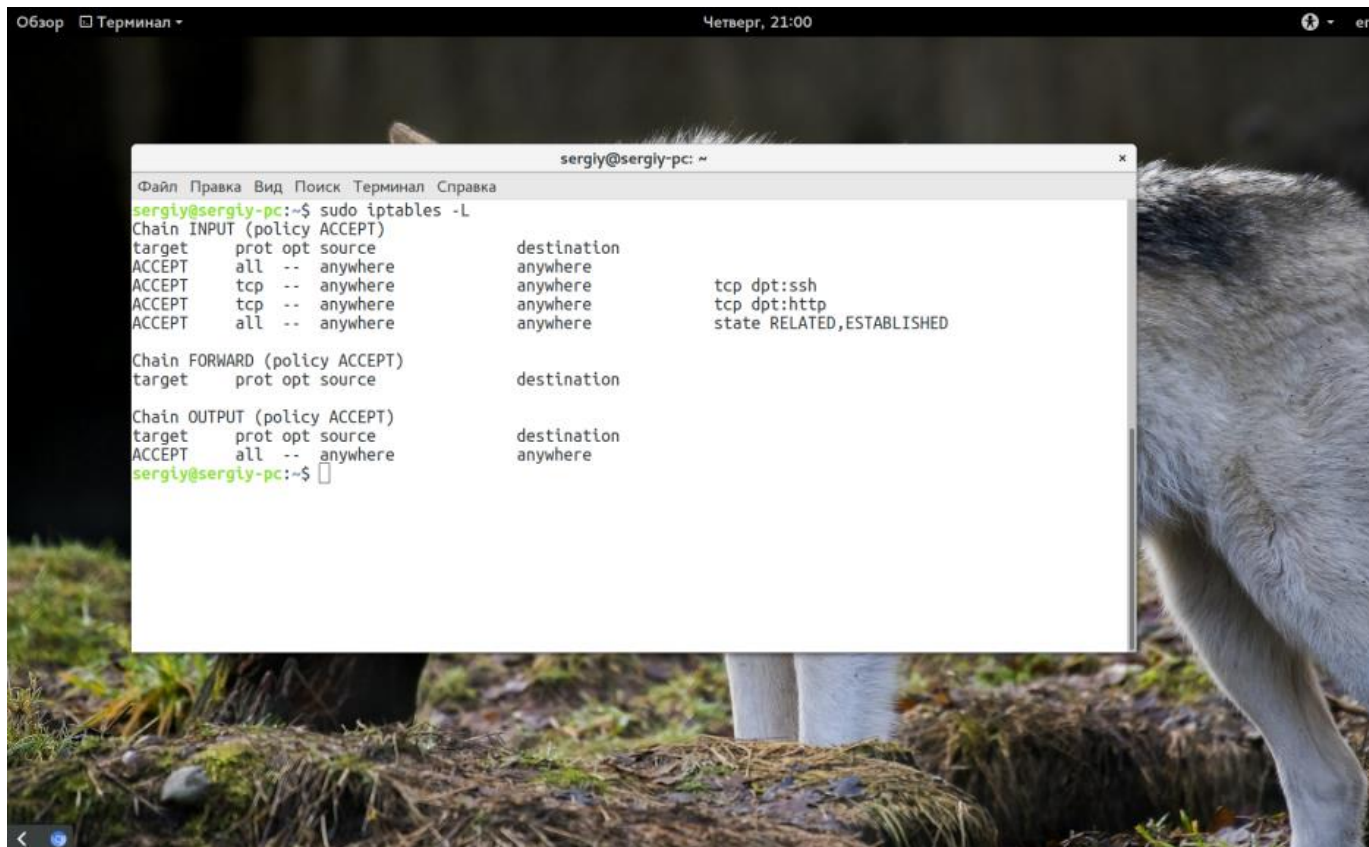 Обзор Терминал Четверг, 21:00
sergiy@sergiy-pc: ~
Файл Правка Вид Поиск Терминал Справка
sergiy@sergiy-pc:~$ sudo iptables -L
Chain INPUT (policy ACCEPT)
target prot opt source destination
ACCEPT all -- anywhere anywhere
ACCEPT tcp -- anywhere anywhere tcp dpt:ssh
ACCEPT tcp -- anywhere anywhere tcp dpt:http
ACCEPT all -- anywhere anywhere state RELATED,ESTABLISHED
Chain FORWARD (policy ACCEPT)
target prot opt source destination
Chain OUTPUT (policy ACCEPT)
target prot opt source destination
ACCEPT all -- anywhere anywhere
sergiy@sergiy-pc:~$